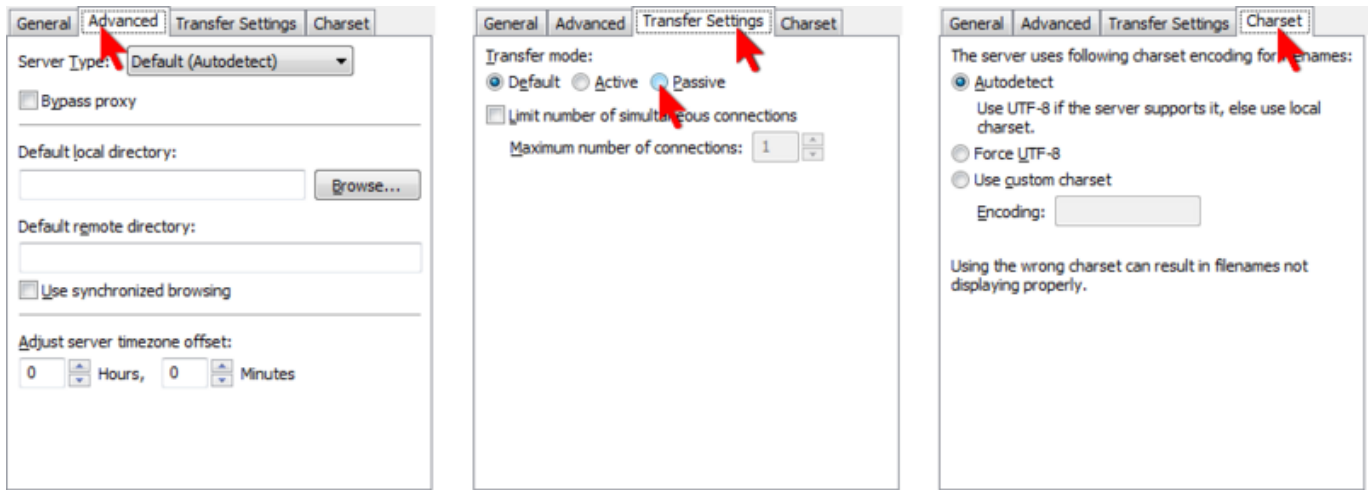 General Advanced Transfer Settings Charset
Server Type: Default (Autodetect)
Bypass proxy
Default local directory:
Browse...
Default remote directory:
Use synchronized browsing
Adjust server timezone offset:
0 Hours, 0 Minutes
General Advanced Transfer Settings Charset
Transfer mode:
Default Active Passive
Limit number of simultaneous connections
Maximum number of connections: 1
General Advanced Transfer Settings Charset
The server uses following charset encoding for filenames:
Autodetect
Use UTF-8 if the server supports it, else use local
charset.
Force UTF-8
Use custom charset
Encoding:
Using the wrong charset can result in filenames not
displaying properly.